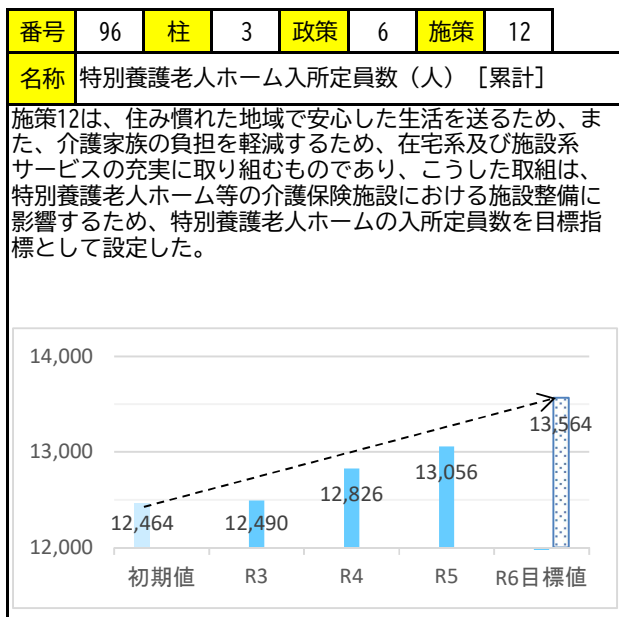 番号 96 柱 3 政策 6 施策 12
名称 特別養護老人ホーム入所定員数（人）［累計］
施策12は、住み慣れた地域で安心した生活を送るため、ま
た、介護家族の負担を軽減するため、在宅系及び施設系
サービスの充実に取り組むものであり、こうした取組は、
特別養護老人ホーム等の介護保険施設における施設整備に
影響するため、特別養護老人ホームの入所定員数を目標指
標として設定した。
14,000
13,000
12,000
12,464
12,490
12,826
13,056
13,564
初期値 R3 R4 R5 R6目標値